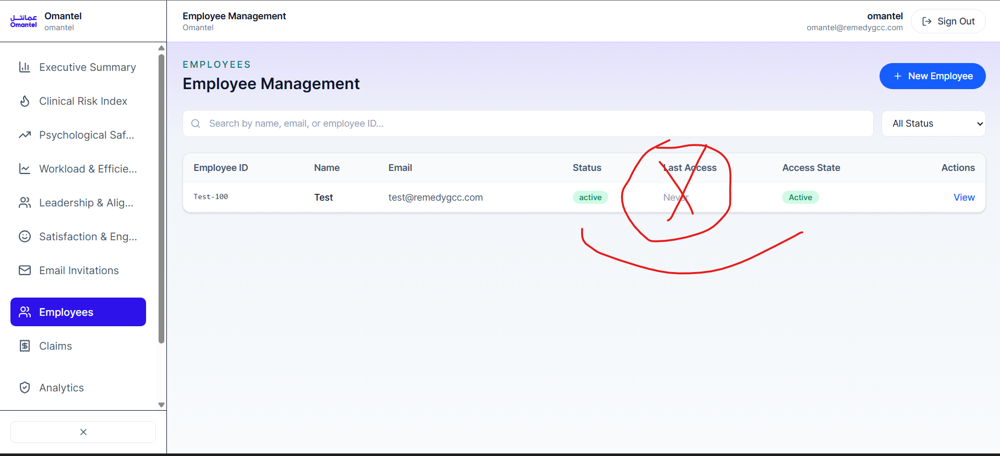 عمانتل
Omantel
Omantel
omantel
Employee Management
Omantel
omantel
omantel@remedygcc.com
Sign Out
Executive Summary
Clinical Risk Index
Psychological Saf...
Workload & Efficie...
Leadership & Alig...
Satisfaction & Eng...
Email Invitations
Employees
Claims
Analytics
EMPLOYEES
Employee Management
New Employee
Search by name, email, or employee ID...
All Status
Employee ID Name Email Status Last Access Access State Actions
Test-100 Test test@remedygcc.com active Never Active View